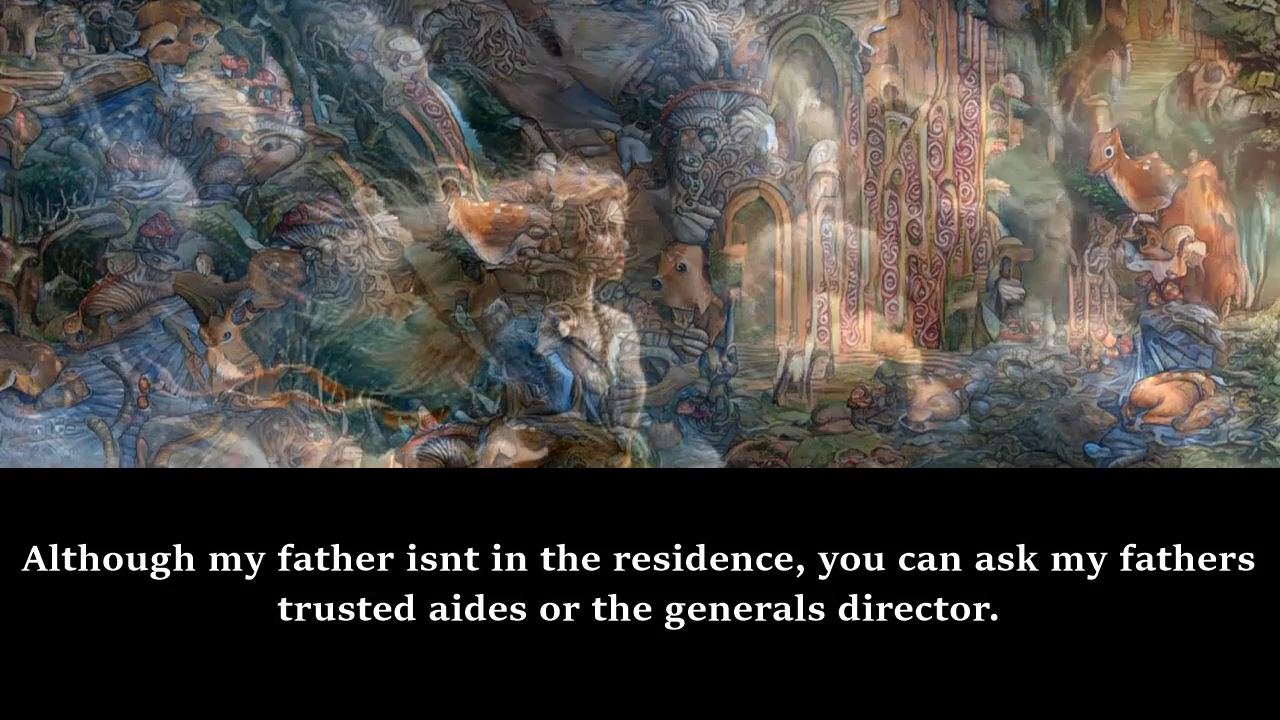 Although my father isnt in the residence, you can ask my fathers
trusted aides or the generals director.